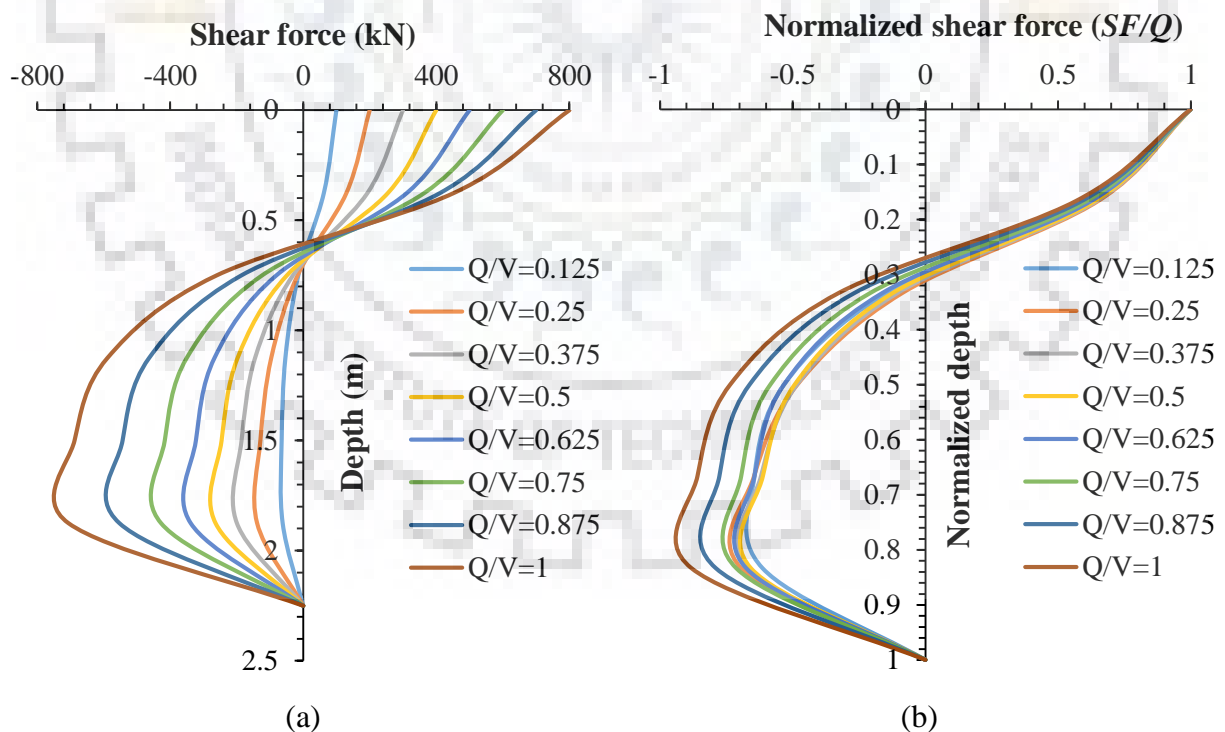 Shear force (kN)
-800 -400 0 400 800
0
0.5
1
1.5
2
2.5
Depth (m)
Q/V=0.125
Q/V=0.25
Q/V=0.375
Q/V=0.5
Q/V=0.625
Q/V=0.75
Q/V=0.875
Q/V=1
(a)
Normalized shear force (SF/Q)
-1 -0.5 0 0.5 1
0
0.1
0.2
0.3
0.4
0.5
0.6
0.7
0.8
0.9
1
Normalized depth
Q/V=0.125
Q/V=0.25
Q/V=0.375
Q/V=0.5
Q/V=0.625
Q/V=0.75
Q/V=0.875
Q/V=1
(b)